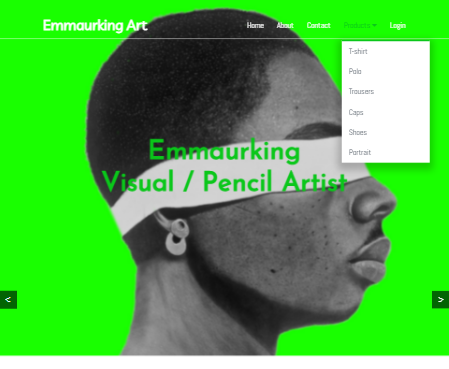 Emmaurking Art
Home About Contact Products Login
T-shirt
Polo
Trousers
Caps
Shoes
Portrait
Emmaurking
Visual / Pencil Artist
< >